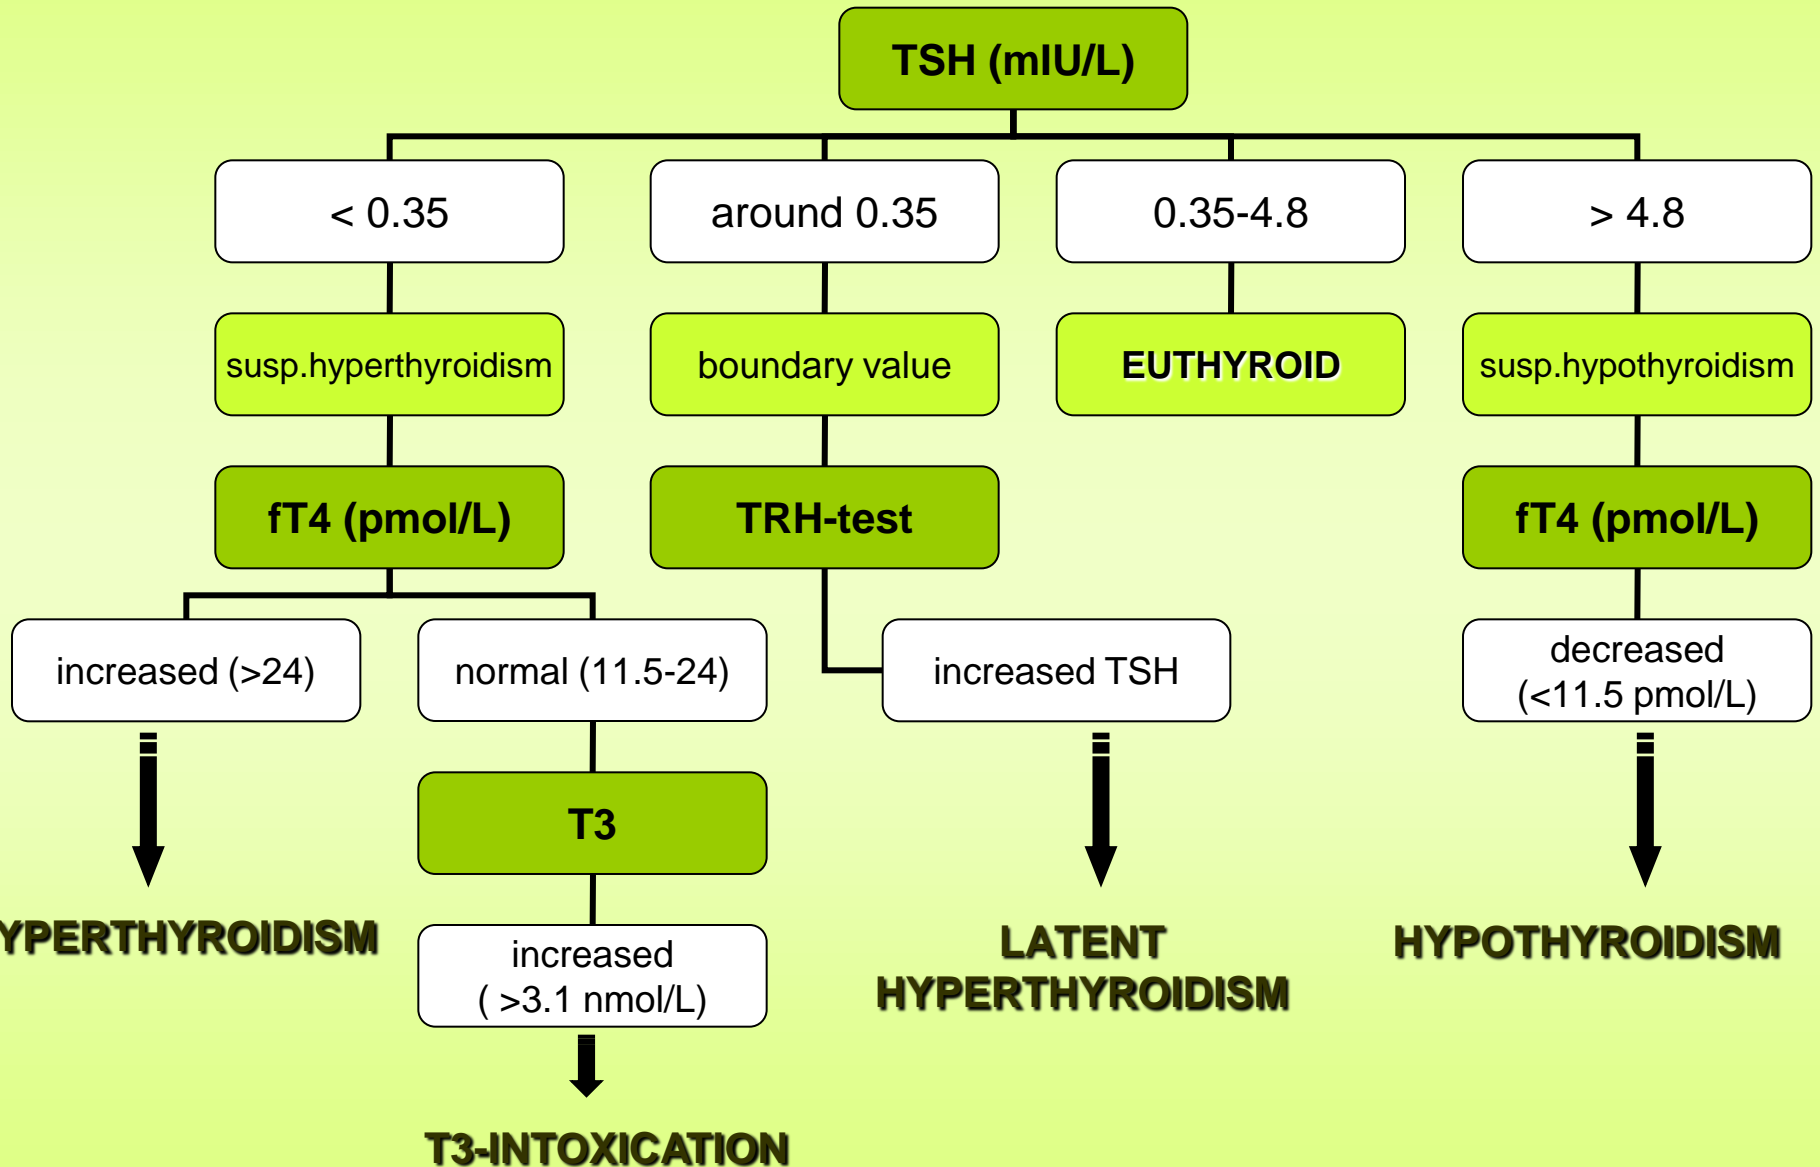 TSH (mIU/L)
< 0.35
around 0.35
0.35-4.8
> 4.8
susp.hyperthyroidism
boundary value
EUTHYROID
susp.hypothyroidism
fT4 (pmol/L)
TRH-test
fT4 (pmol/L)
increased (>24)
normal (11.5-24)
increased TSH
decreased
(<11.5 pmol/L)
T3
YPERTHYROIDISM
increased
( >3.1 nmol/L)
LATENT
HYPERTHYROIDISM
HYPOTHYROIDISM
T3-INTOXICATION